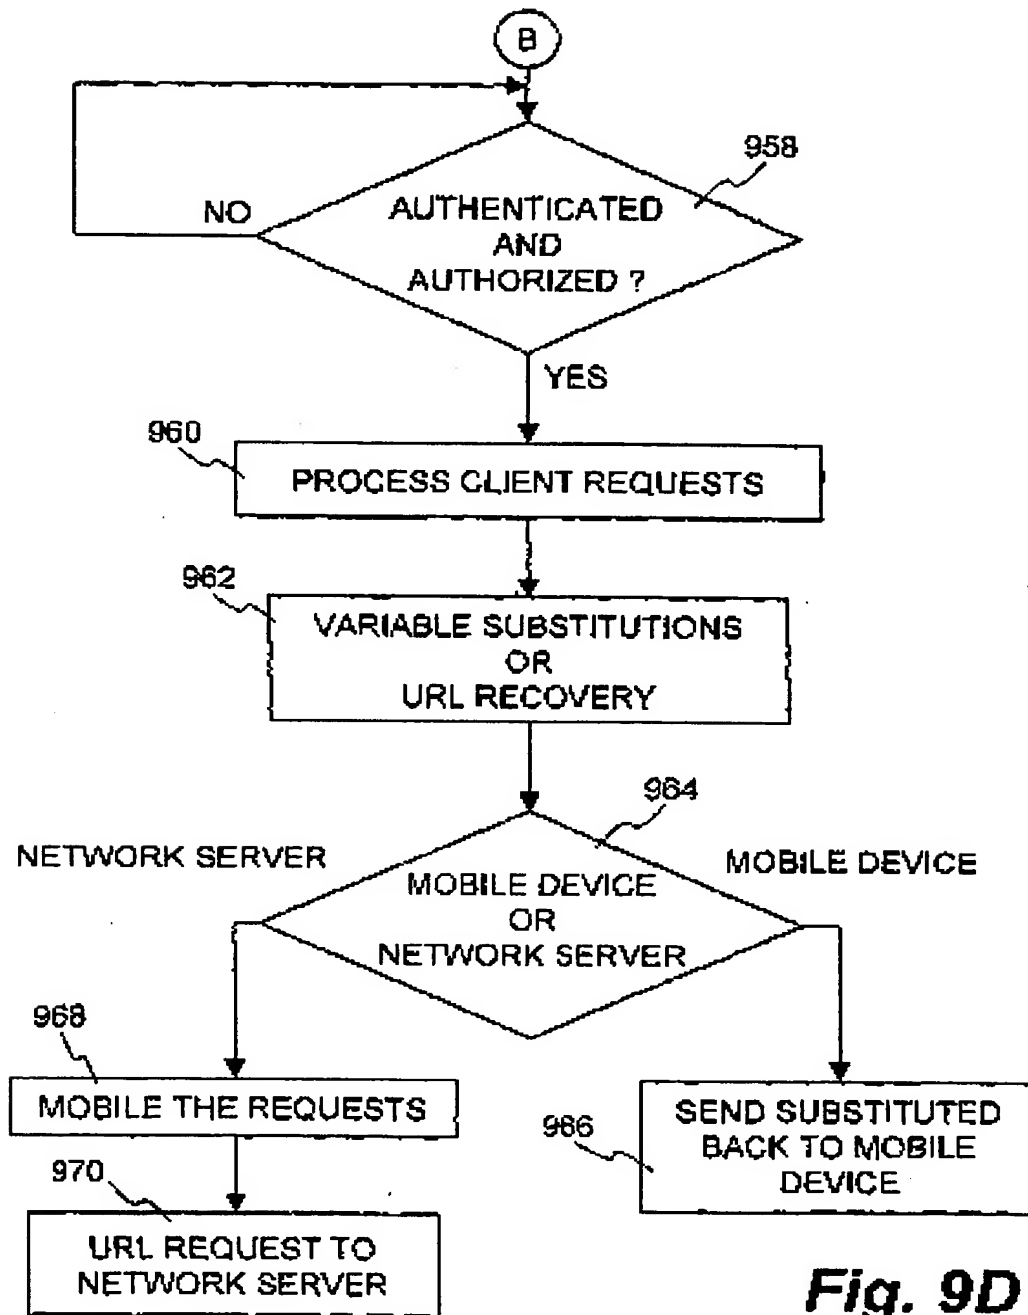 B
958
NO
AUTHENTICATED
AND
AUTHORIZED ?
YES
960
PROCESS CLIENT REQUESTS
962
VARIABLE SUBSTITUTIONS
OR
URL RECOVERY
964
NETWORK SERVER
MOBILE DEVICE
MOBILE DEVICE
OR
NETWORK SERVER
968
MOBILE THE REQUESTS
966
SEND SUBSTITUTED
BACK TO MOBILE
DEVICE
970
URL REQUEST TO
NETWORK SERVER
Fig. 9D